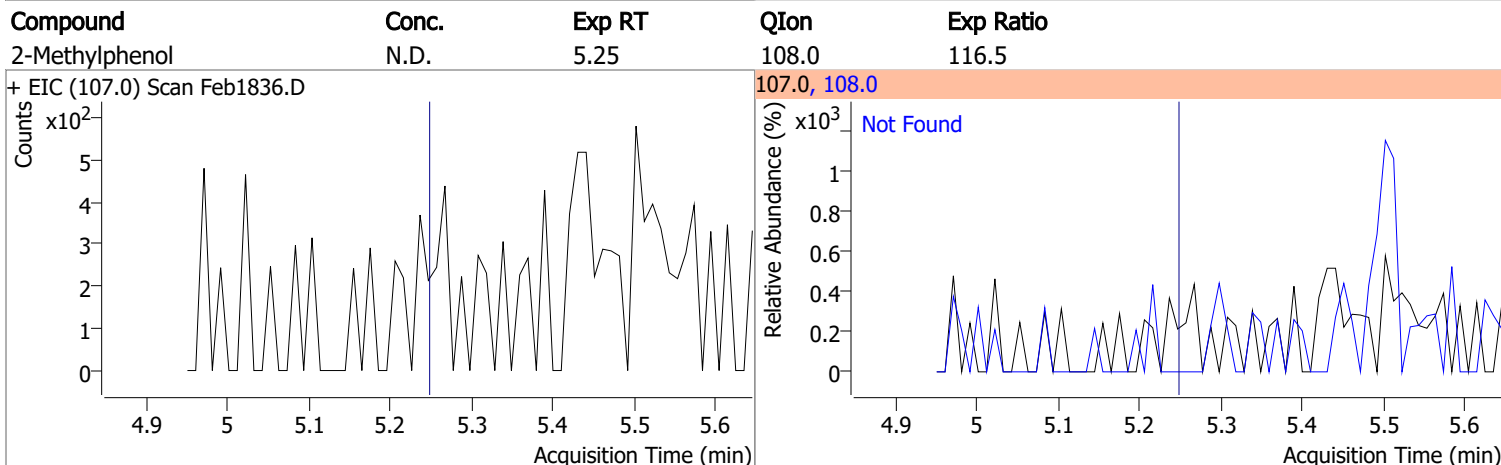 Compound Conc. Exp RT QIon Exp Ratio
2-Methylphenol N.D. 5.25 108.0 116.5
+ EIC (107.0) Scan Feb1836.D
107.0, 108.0
Counts
x10²
5
4
3
2
1
0
4.9 5 5.1 5.2 5.3 5.4 5.5 5.6
Acquisition Time (min)
Relative Abundance (%)
x10³
Not Found
1
0.8
0.6
0.4
0.2
0
4.9 5 5.1 5.2 5.3 5.4 5.5 5.6
Acquisition Time (min)